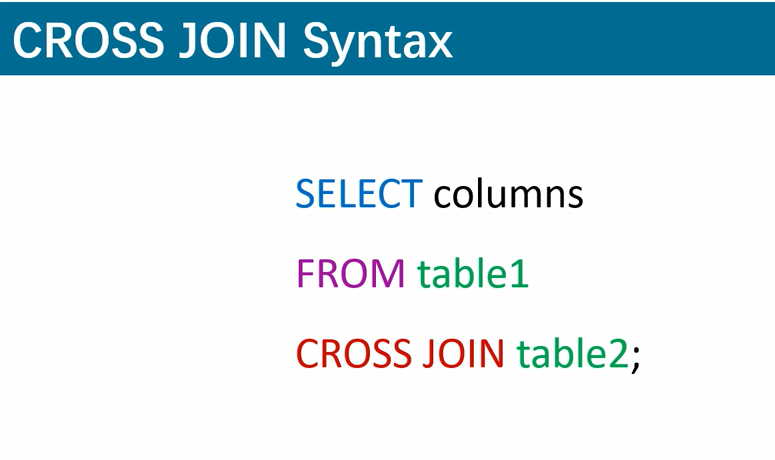 CROSS JOIN Syntax
SELECT columns
FROM table1
CROSS JOIN table2;